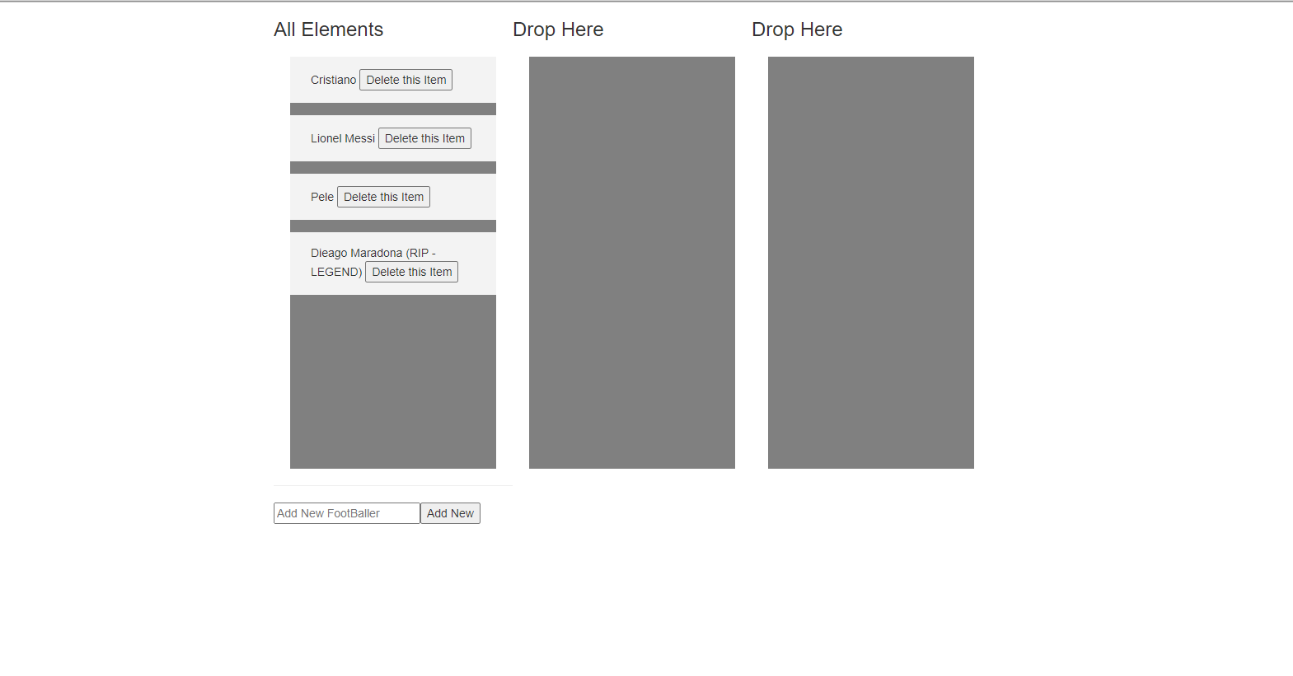 All Elements
Drop Here
Drop Here
Cristiano Delete this Item
Lionel Messi Delete this Item
Pele Delete this Item
Dieago Maradona (RIP -
LEGEND) Delete this Item
Add New FootBaller Add New